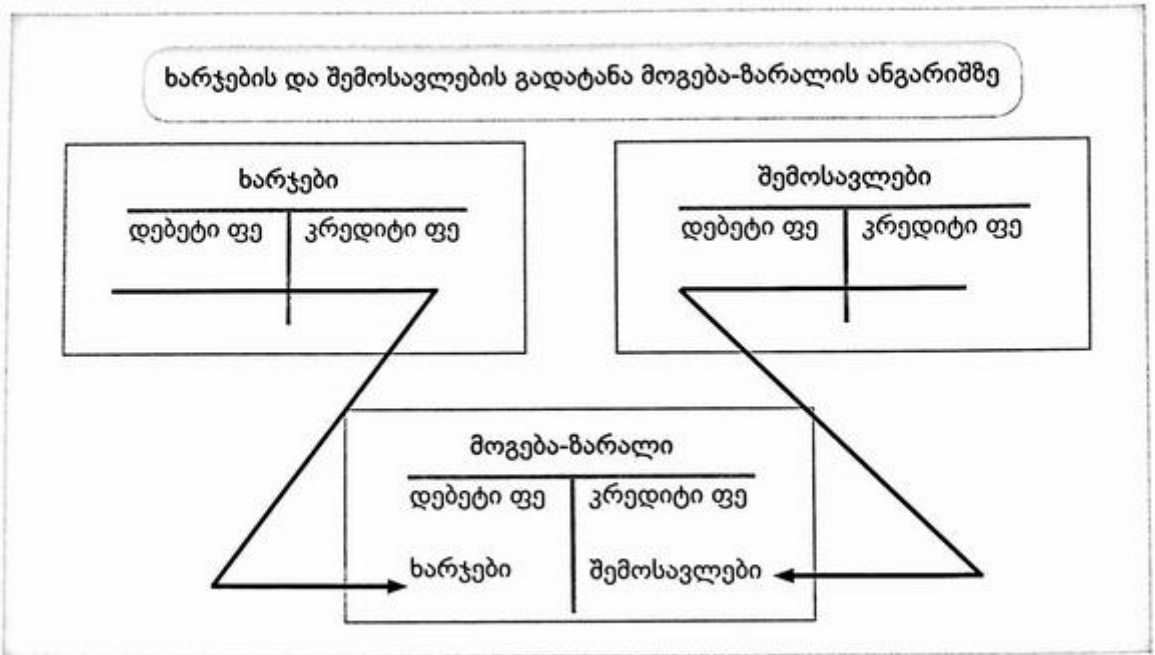 ხარჯების და შემოსავლების გადატანა მოგება-ზარალის ანგარიშზე
ხარჯები
დებეტი ფე კრედიტი ფე
შემოსავლები
დებეტი ფე კრედიტი ფე
მოგება-ზარალი
დებეტი ფე კრედიტი ფე
ხარჯები შემოსავლები